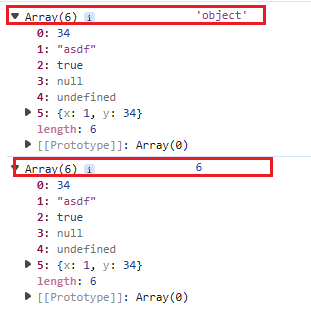 ▼ Array(6) i 'object'
0: 34
1: "asdf"
2: true
3: null
4: undefined
▶ 5: {x: 1, y: 34}
length: 6
▶ [[Prototype]]: Array(0)
▼ Array(6) i 6
0: 34
1: "asdf"
2: true
3: null
4: undefined
▶ 5: {x: 1, y: 34}
length: 6
▶ [[Prototype]]: Array(0)